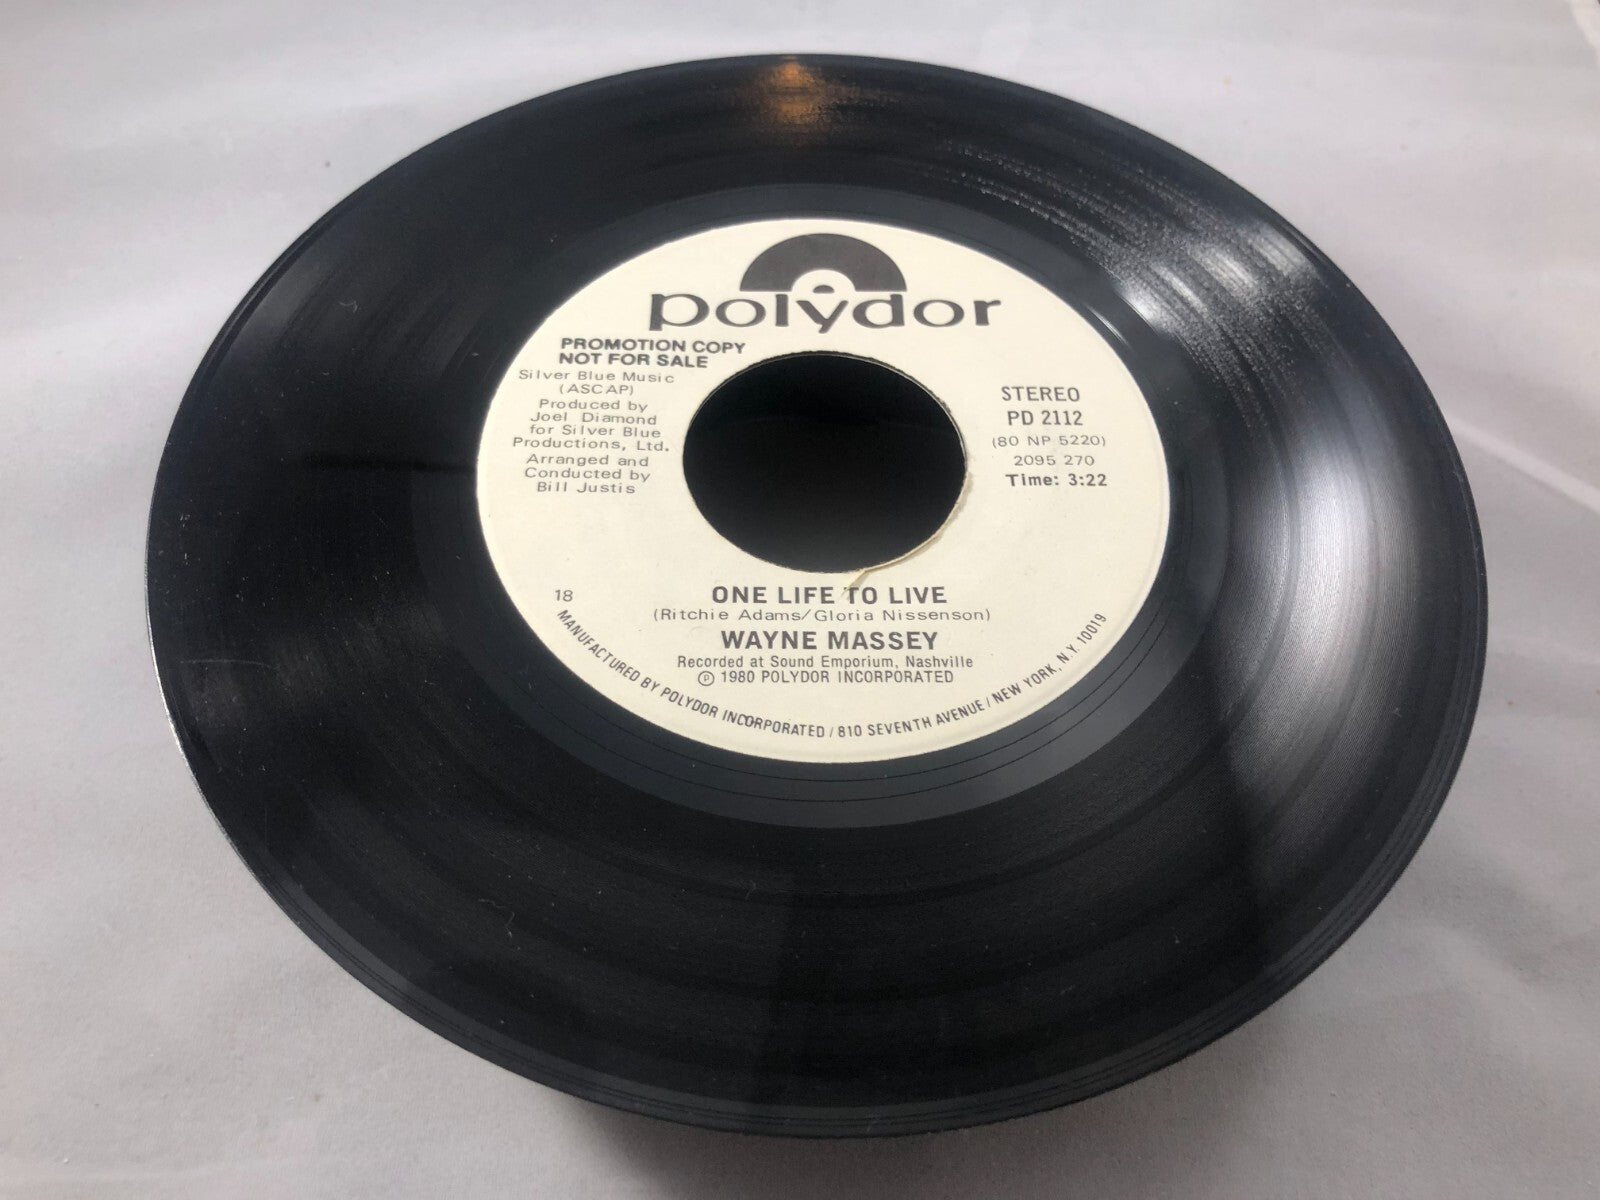 polydor
PROMOTION COPY
NOT FOR SALE
Silver Blue Music
(ASCAP)
Produced by
Joel Diamond
for Silver Blue
Productions, Ltd.
Arranged and
Conducted by
Bill Justis
STEREO
PD 2112
(80 NP 5220)
2095 270
Time: 3:22
18
ONE LIFE TO LIVE
(Ritchie Adams/Gloria Nissenson)
WAYNE MASSEY
Recorded at Sound Emporium, Nashville
℗ 1980 POLYDOR INCORPORATED
MANUFACTURED BY POLYDOR INCORPORATED / 810 SEVENTH AVENUE / NEW YORK, N.Y. 10019